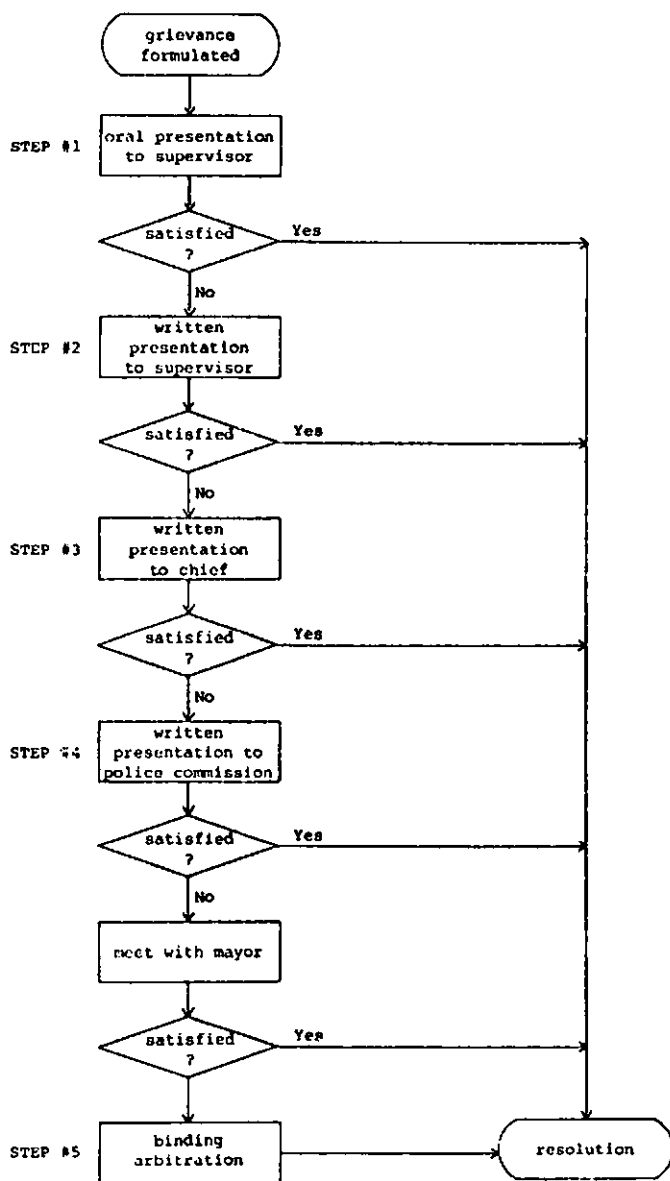 grievance
formulated
STEP #1
oral presentation
to supervisor
satisfied
?
Yes
No
STEP #2
written
presentation
to supervisor
satisfied
?
Yes
No
STEP #3
written
presentation
to chief
satisfied
?
Yes
No
STEP #4
written
presentation to
police commission
satisfied
?
Yes
No
meet with mayor
satisfied
?
Yes
STEP #5
binding
arbitration
resolution